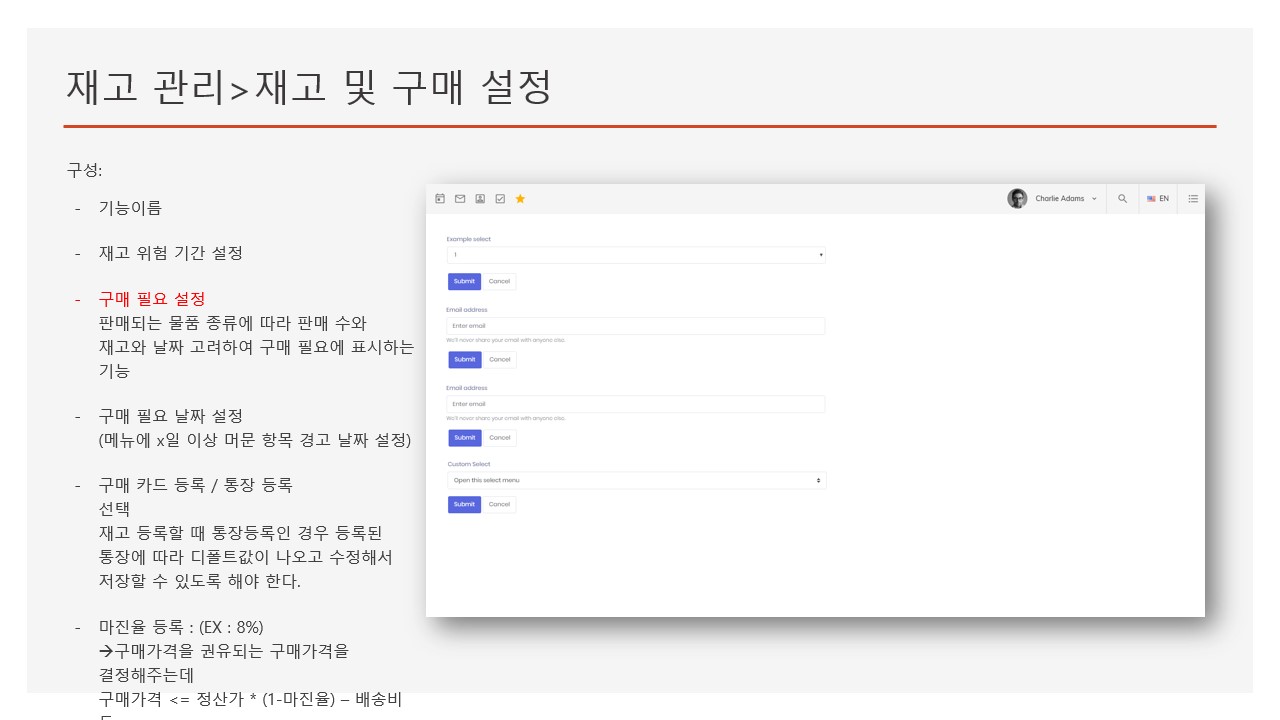 재고 관리>재고 및 구매 설정
구성:
- 기능이름
- 재고 위험 기간 설정
- 구매 필요 설정
판매되는 물품 종류에 따라 판매 수와
재고와 날짜 고려하여 구매 필요에 표시하는
기능
- 구매 필요 날짜 설정
(메뉴에 x일 이상 머문 항목 경고 날짜 설정)
- 구매 카드 등록 / 통장 등록
선택
재고 등록할 때 통장등록인 경우 등록된
통장에 따라 디폴트값이 나오고 수정해서
저장할 수 있도록 해야 한다.
- 마진율 등록 : (EX : 8%)
→구매가격을 권유되는 구매가격을
결정해주는데
구매가격 <= 정산가 * (1-마진율) – 배송비
Charlie Adams
EN
Example select
1
Submit Cancel
Email address
Enter email
We'll never share your email with anyone else.
Submit Cancel
Email address
Enter email
We'll never share your email with anyone else.
Submit Cancel
Custom Select
Open this select menu
Submit Cancel